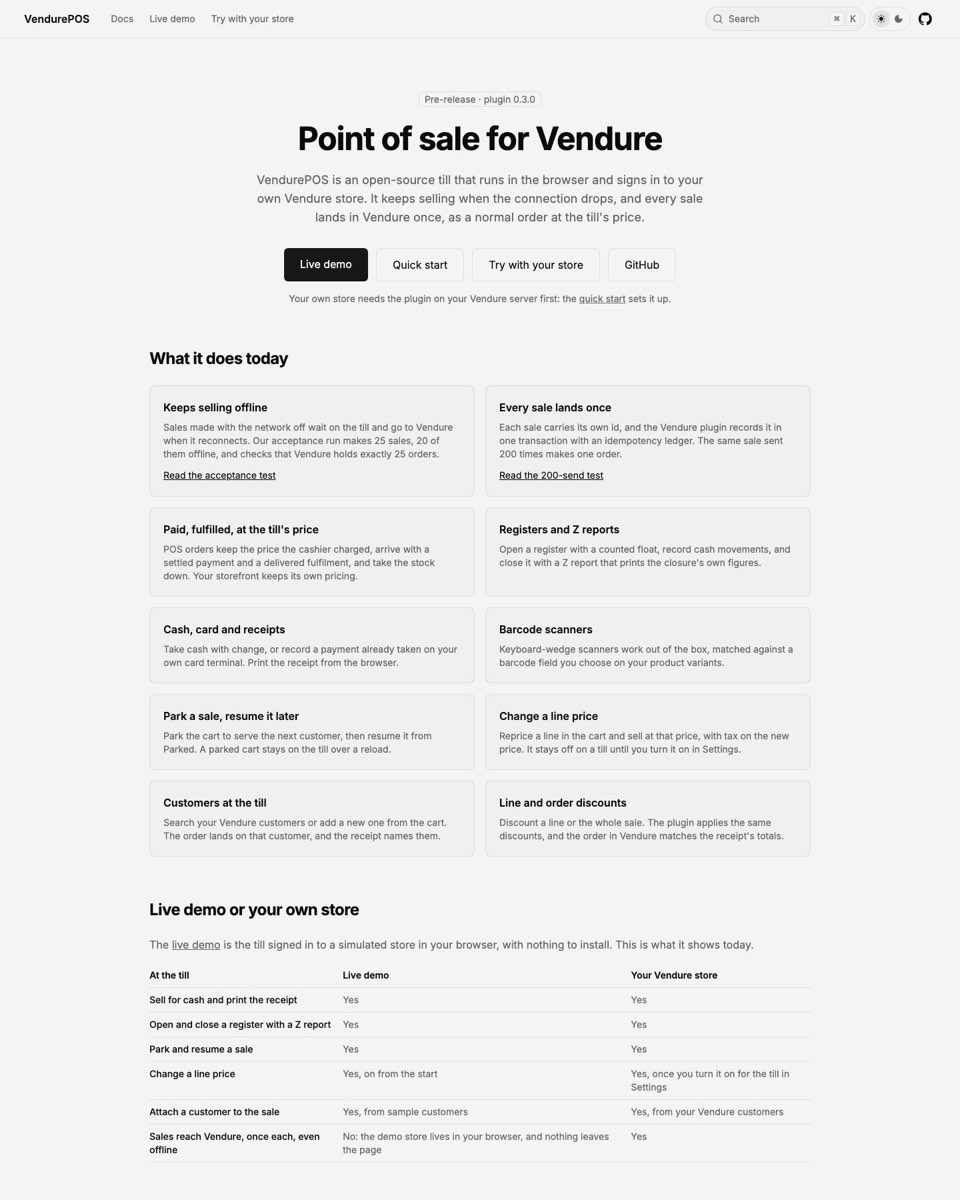 VendurePOS
Docs
Live demo
Try with your store
Search
⌘ K
Pre-release · plugin 0.3.0
Point of sale for Vendure
VendurePOS is an open-source till that runs in the browser and signs in to your
own Vendure store. It keeps selling when the connection drops, and every sale
lands in Vendure once, as a normal order at the till's price.
Live demo
Quick start
Try with your store
GitHub
Your own store needs the plugin on your Vendure server first: the quick start sets it up.
What it does today
Keeps selling offline
Sales made with the network off wait on the till and go to Vendure
when it reconnects. Our acceptance run makes 25 sales, 20 of
them offline, and checks that Vendure holds exactly 25 orders.
Read the acceptance test
Every sale lands once
Each sale carries its own id, and the Vendure plugin records it in
one transaction with an idempotency ledger. The same sale sent
200 times makes one order.
Read the 200-send test
Paid, fulfilled, at the till's price
POS orders keep the price the cashier charged, arrive with a
settled payment and a delivered fulfilment, and take the stock
down. Your storefront keeps its own pricing.
Registers and Z reports
Open a register with a counted float, record cash movements, and
close it with a Z report that prints the closure's own figures.
Cash, card and receipts
Take cash with change, or record a payment already taken on your
own card terminal. Print the receipt from the browser.
Barcode scanners
Keyboard-wedge scanners work out of the box, matched against a
barcode field you choose on your product variants.
Park a sale, resume it later
Park the cart to serve the next customer, then resume it from
Parked. A parked cart stays on the till over a reload.
Change a line price
Reprice a line in the cart and sell at that price, with tax on the new
price. It stays off on a till until you turn it on in Settings.
Customers at the till
Search your Vendure customers or add a new one from the cart.
The order lands on that customer, and the receipt names them.
Line and order discounts
Discount a line or the whole sale. The plugin applies the same
discounts, and the order in Vendure matches the receipt's totals.
Live demo or your own store
The live demo is the till signed in to a simulated store in your browser, with nothing to install. This is what it shows today.
At the till
Live demo
Your Vendure store
Sell for cash and print the receipt
Yes
Yes
Open and close a register with a Z report
Yes
Yes
Park and resume a sale
Yes
Yes
Change a line price
Yes, on from the start
Yes, once you turn it on for the till in
Settings
Attach a customer to the sale
Yes, from sample customers
Yes, from your Vendure customers
Sales reach Vendure, once each, even
offline
No: the demo store lives in your browser, and nothing leaves
the page
Yes